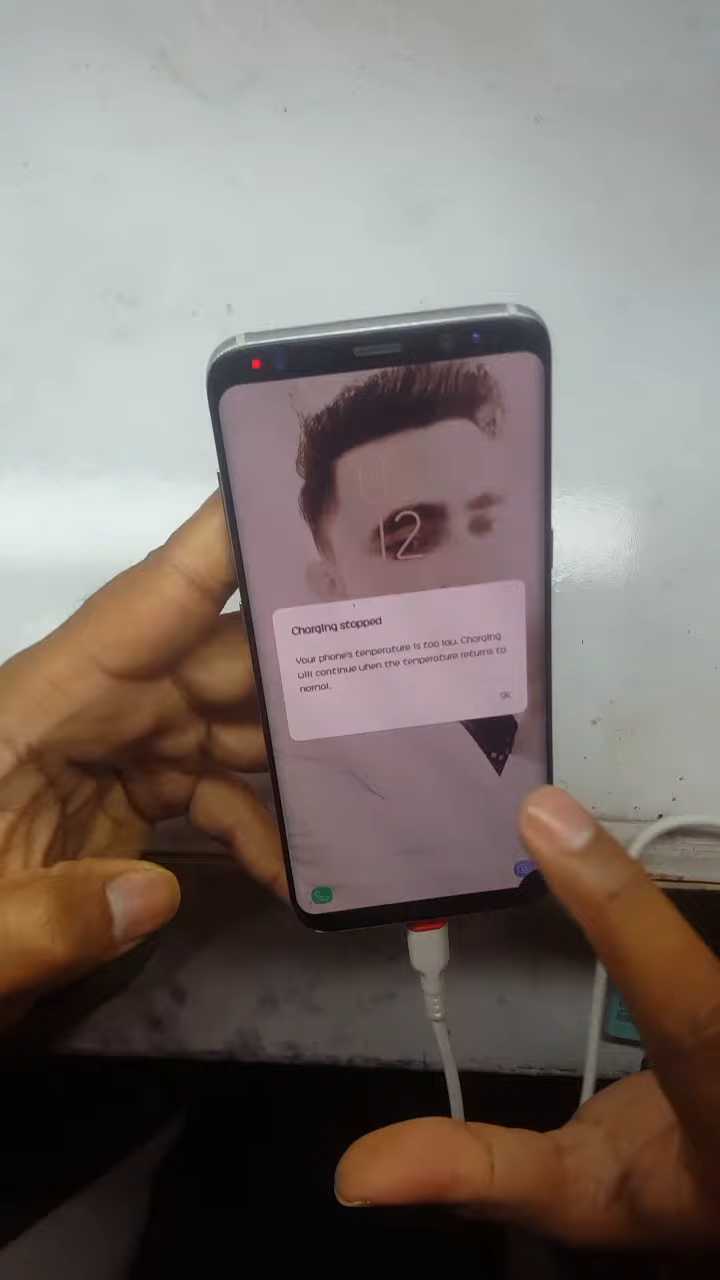 12
Charging stopped
Your phone's temperature is too low. Charging
will continue when the temperature returns to
normal.
OK